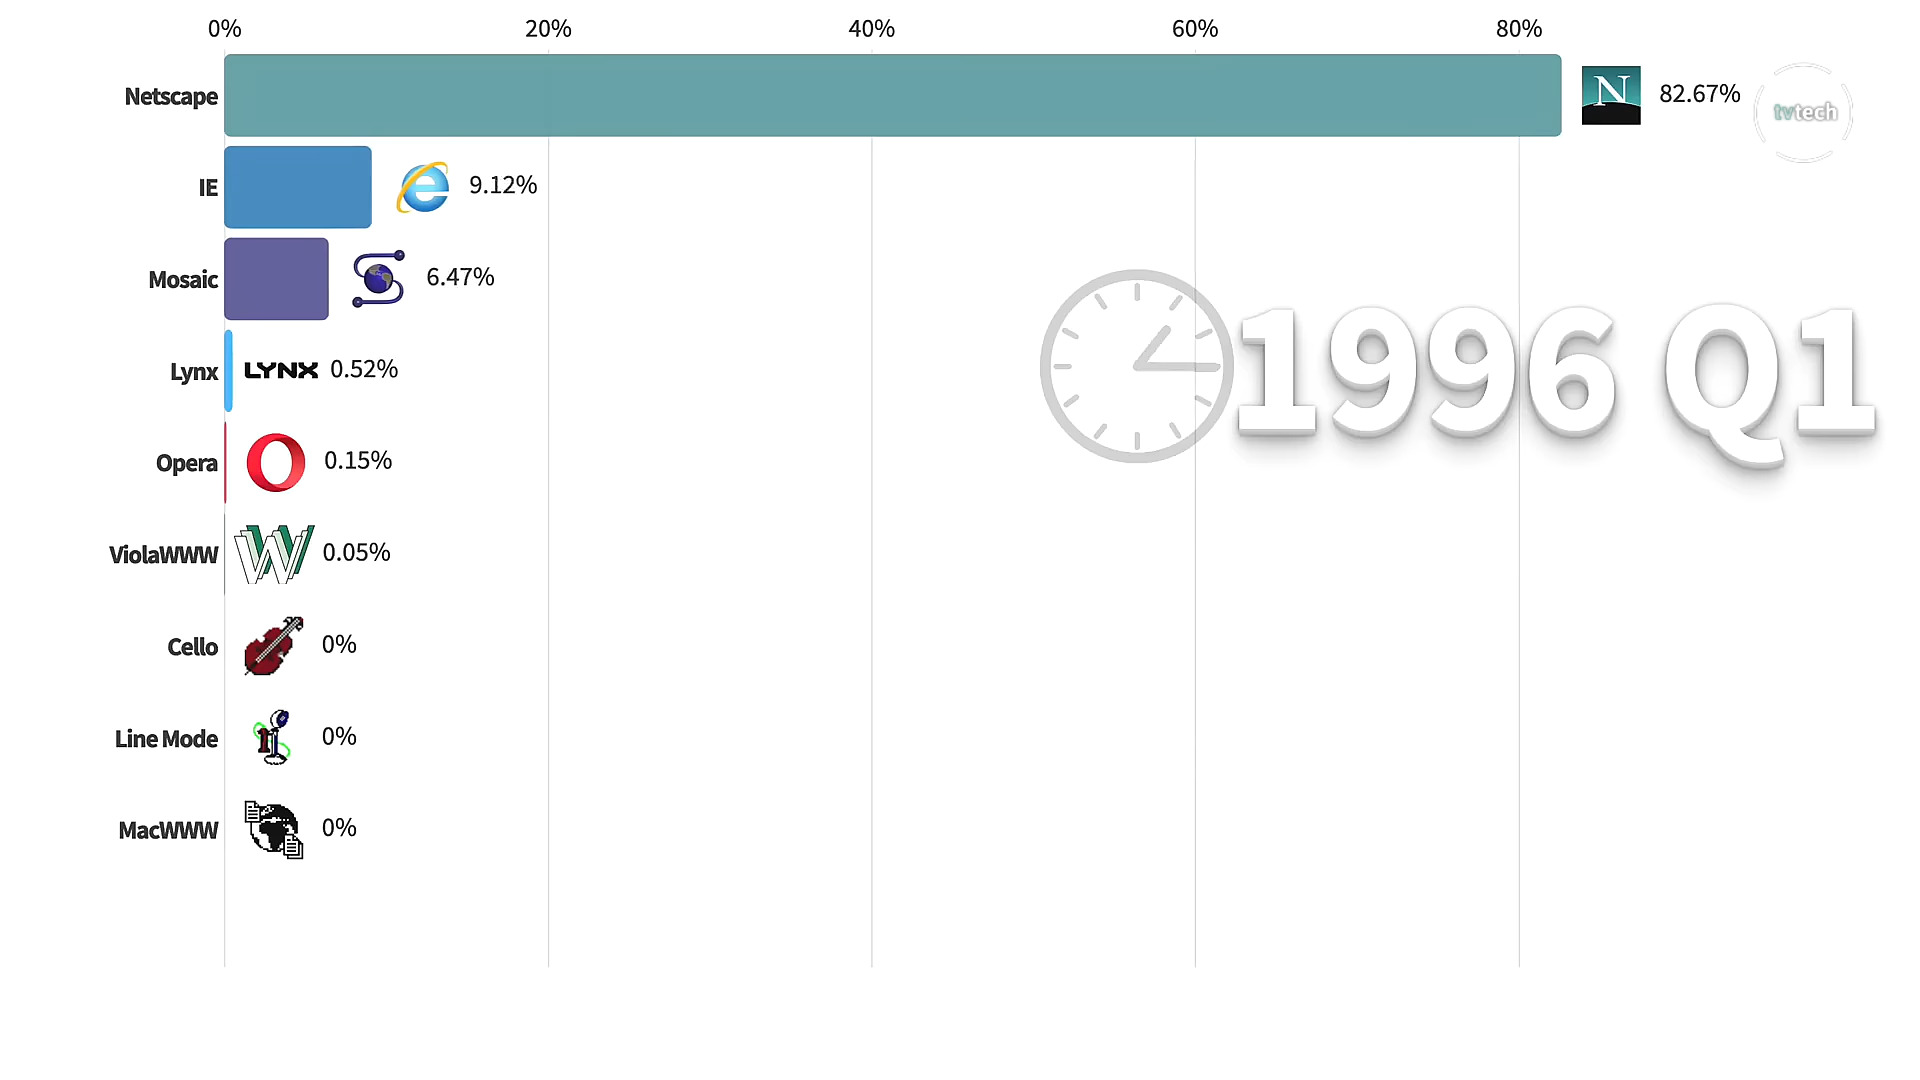 0% 20% 40% 60% 80%
Netscape N 82.67% tvtech
IE 9.12%
Mosaic 6.47%
1996 Q1
Lynx LYNX 0.52%
Opera 0.15%
ViolaWWW W 0.05%
Cello 0%
Line Mode 1 0%
MacWWW 0%